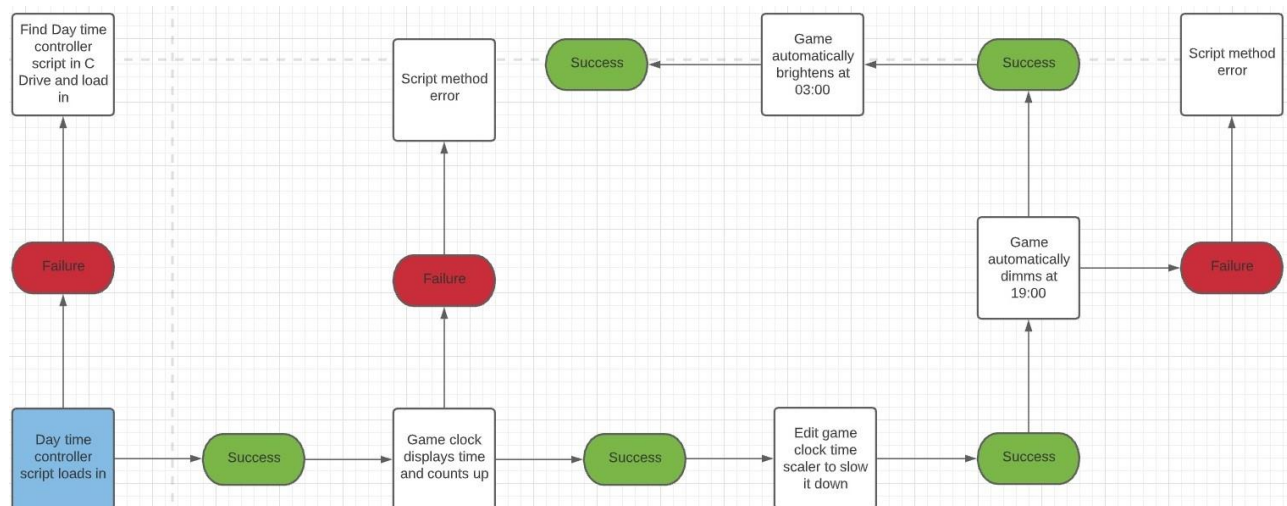 Find Day time
controller
script in C
Drive and load
in
Script method
error
Success
Game
automatically
brightens at
03:00
Success
Script method
error
Failure
Failure
Game
automatically
dimms at
19:00
Failure
Day time
controller
script loads in
Success
Game clock
displays time
and counts up
Success
Edit game
clock time
scaler to slow
it down
Success